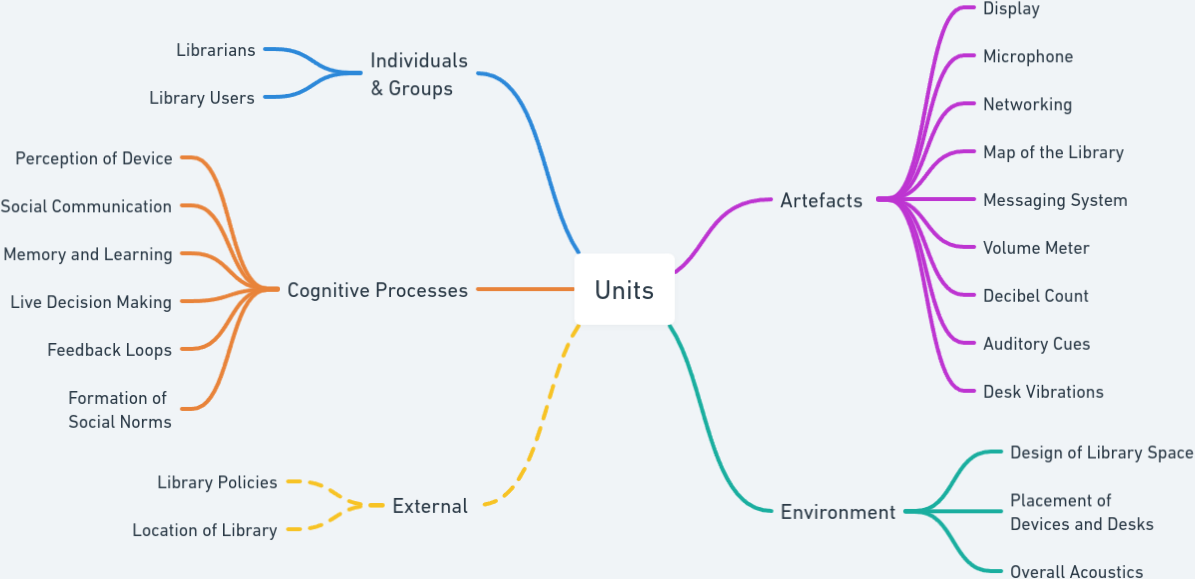 Units
Individuals
& Groups
Librarians
Library Users
Cognitive Processes
Perception of Device
Social Communication
Memory and Learning
Live Decision Making
Feedback Loops
Formation of
Social Norms
External
Library Policies
Location of Library
Artefacts
Display
Microphone
Networking
Map of the Library
Messaging System
Volume Meter
Decibel Count
Auditory Cues
Desk Vibrations
Environment
Design of Library Space
Placement of
Devices and Desks
Overall Acoustics